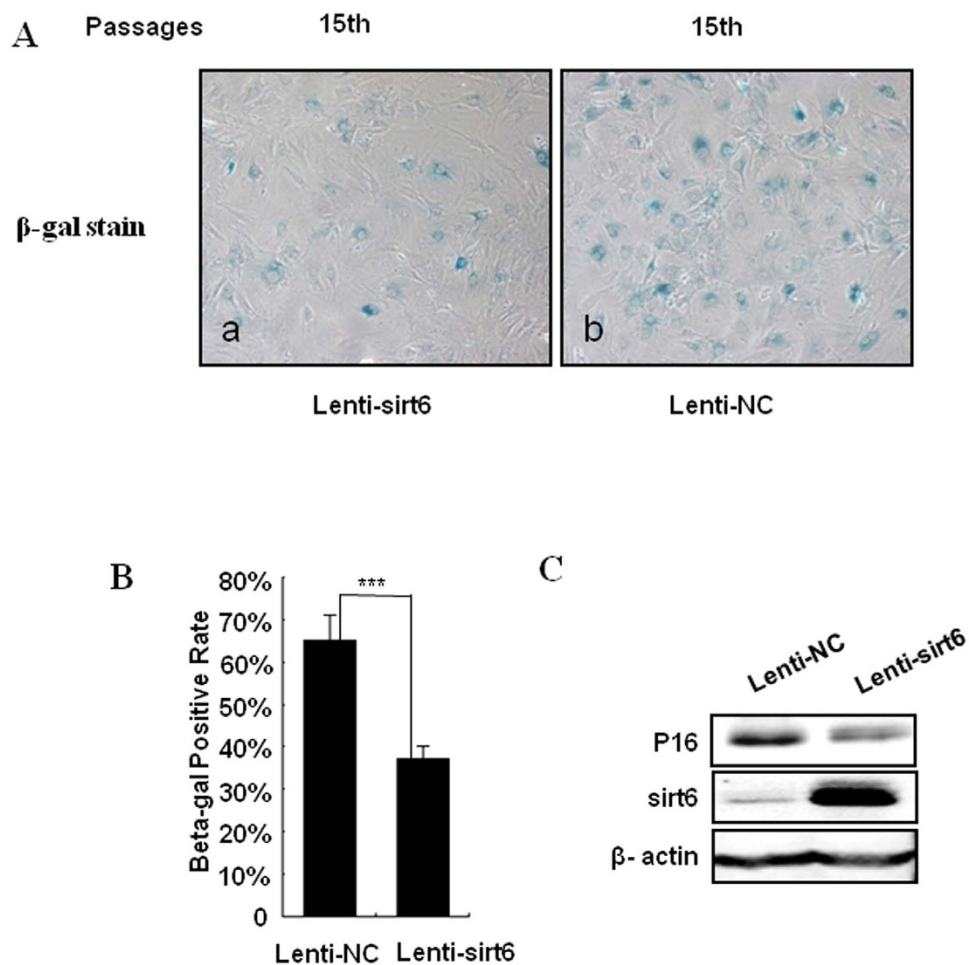 A
Passages 15th 15th
β-gal stain
a b
Lenti-sirt6 Lenti-NC
B
80%
70%
60%
50%
40%
30%
20%
10%
0
Beta-gal Positive Rate
***
Lenti-NC Lenti-sirt6
C
Lenti-NC Lenti-sirt6
P16
sirt6
β- actin